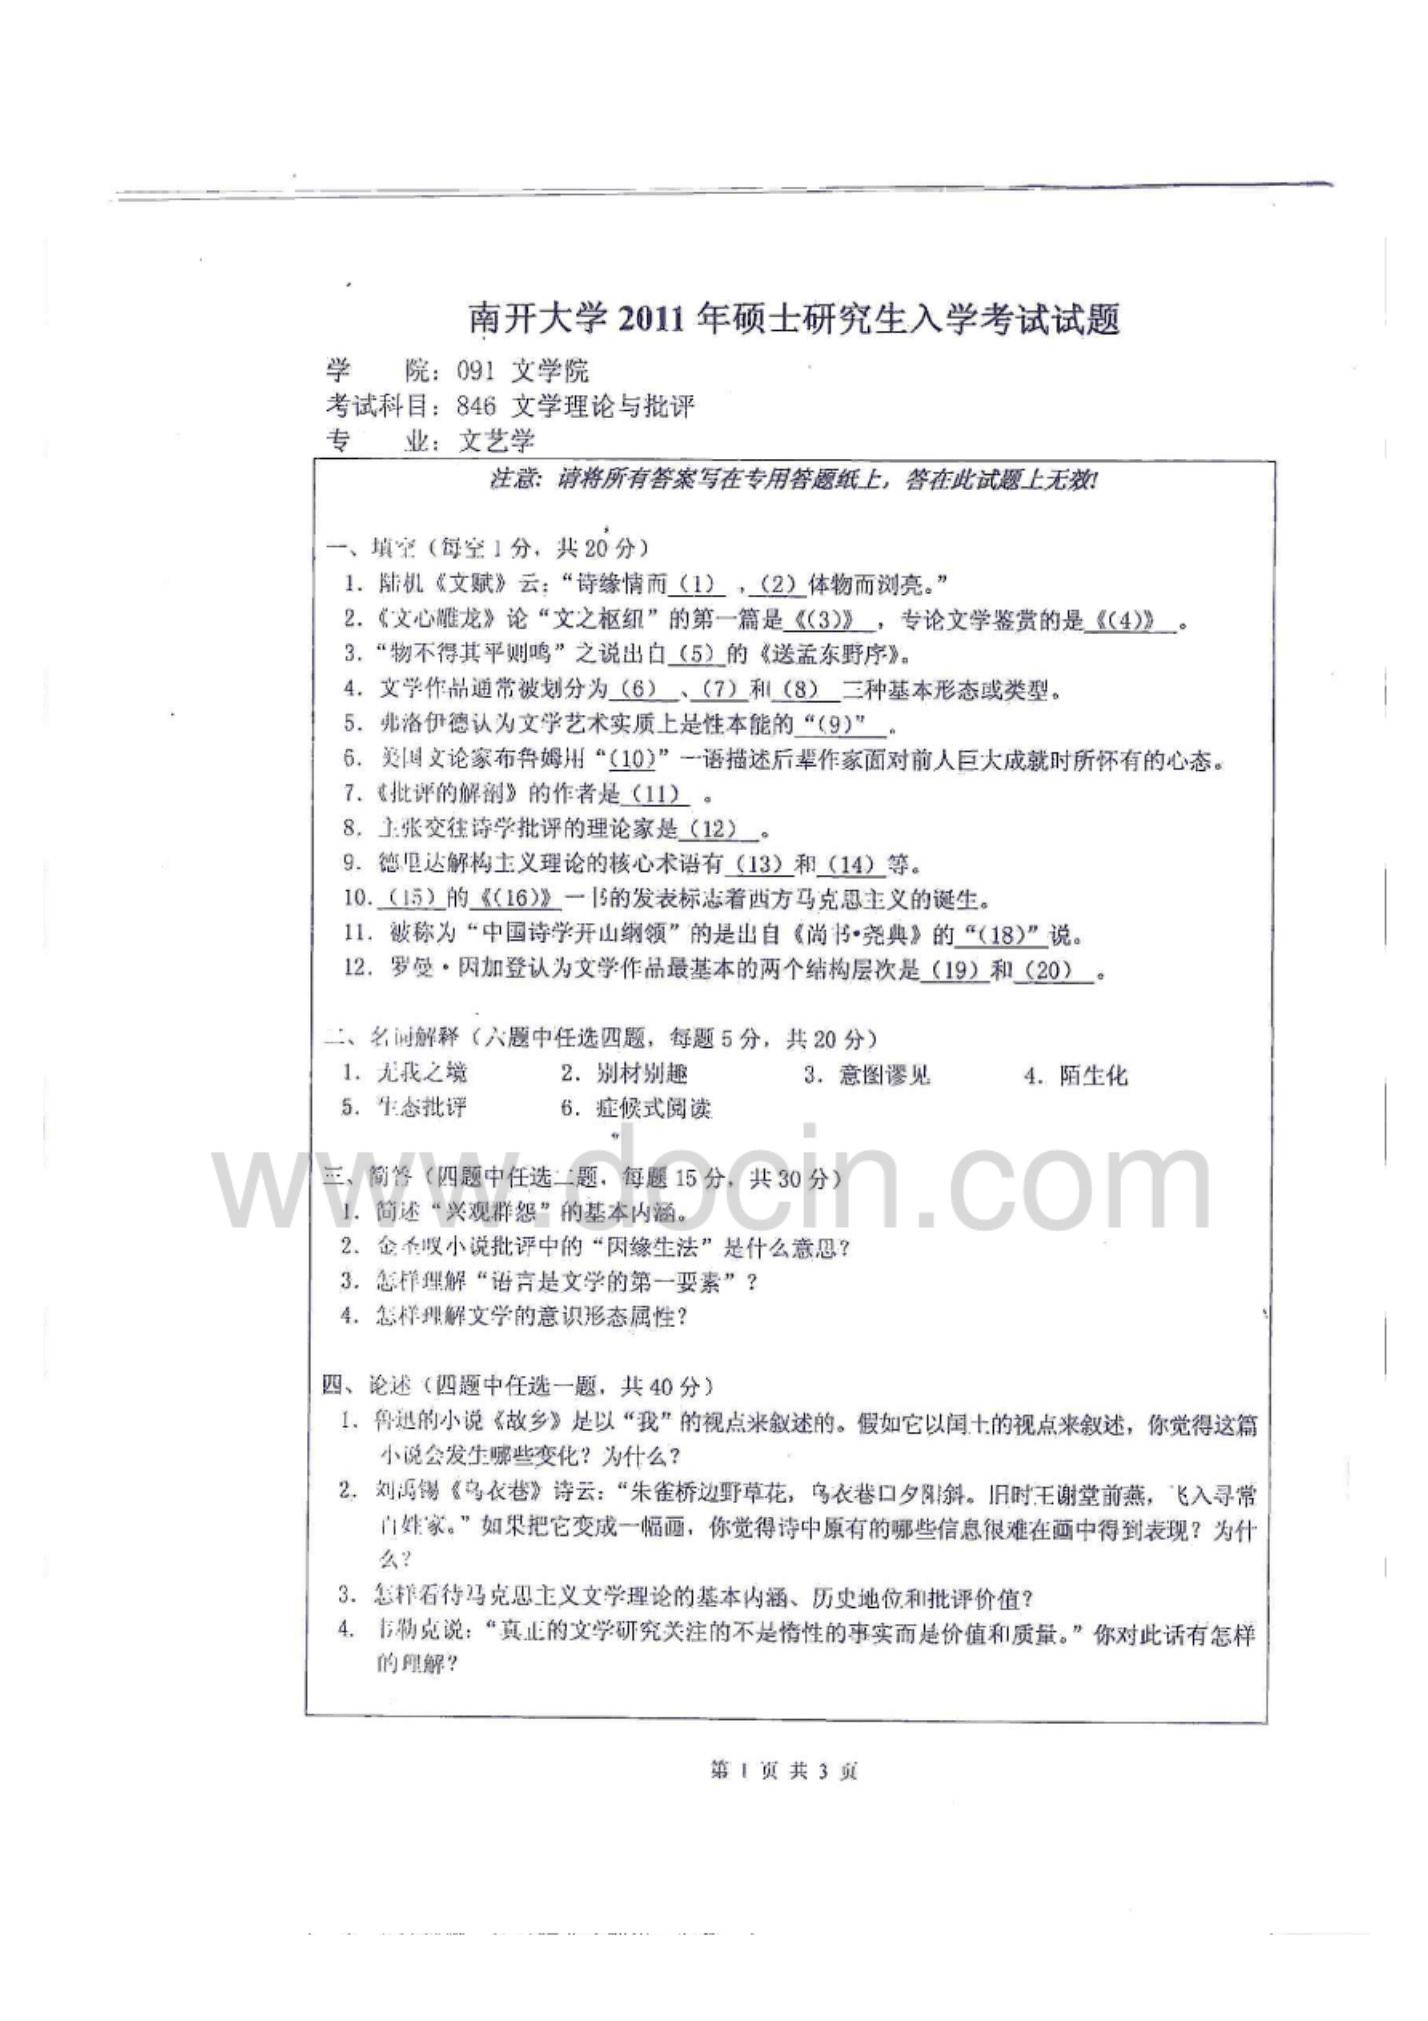 南开大学 2011 年硕士研究生入学考试试题
学 院：091 文学院
考试科目：846 文学理论与批评
专 业：文艺学
注意：请将所有答案写在专用答题纸上，答在此试题上无效!
一、填空（每空 1 分，共 20 分）
1. 陆机《文赋》云：“诗缘情而（1），（2）体物而浏亮。”
2.《文心雕龙》论“文之枢纽”的第一篇是《(3)》，专论文学鉴赏的是《(4)》。
3.“物不得其平则鸣”之说出自（5）的《送孟东野序》。
4. 文学作品通常被划分为（6）、（7）和（8）三种基本形态或类型。
5. 弗洛伊德认为文学艺术实质上是性本能的“(9)”。
6. 美国文论家布鲁姆用“(10)”一语描述后辈作家面对前人巨大成就时所怀有的心态。
7.《批评的解剖》的作者是（11）。
8. 主张交往诗学批评的理论家是（12）。
9. 德里达解构主义理论的核心术语有（13）和（14）等。
10.（15）的《(16)》一书的发表标志着西方马克思主义的诞生。
11. 被称为“中国诗学开山纲领”的是出自《尚书•尧典》的“(18)”说。
12. 罗曼·因加登认为文学作品最基本的两个结构层次是（19）和（20）。
二、名词解释（六题中任选四题，每题 5 分，共 20 分）
1. 无我之境 2. 别材别趣 3. 意图谬见 4. 陌生化
5. 生态批评 6. 症候式阅读
三、简答（四题中任选二题，每题 15 分，共 30 分）
1. 简述“兴观群怨”的基本内涵。
2. 金圣叹小说批评中的“因缘生法”是什么意思？
3. 怎样理解“语言是文学的第一要素”？
4. 怎样理解文学的意识形态属性？
四、论述（四题中任选一题，共 40 分）
1. 鲁迅的小说《故乡》是以“我”的视点来叙述的。假如它以闰土的视点来叙述，你觉得这篇
小说会发生哪些变化？为什么？
2. 刘禹锡《乌衣巷》诗云：“朱雀桥边野草花，乌衣巷口夕阳斜。旧时王谢堂前燕，飞入寻常
百姓家。”如果把它变成一幅画，你觉得诗中原有的哪些信息很难在画中得到表现？为什
么？
3. 怎样看待马克思主义文学理论的基本内涵、历史地位和批评价值？
4. 韦勒克说：“真正的文学研究关注的不是惰性的事实而是价值和质量。”你对此话有怎样
的理解？
第 1 页 共 3 页
www.docin.com